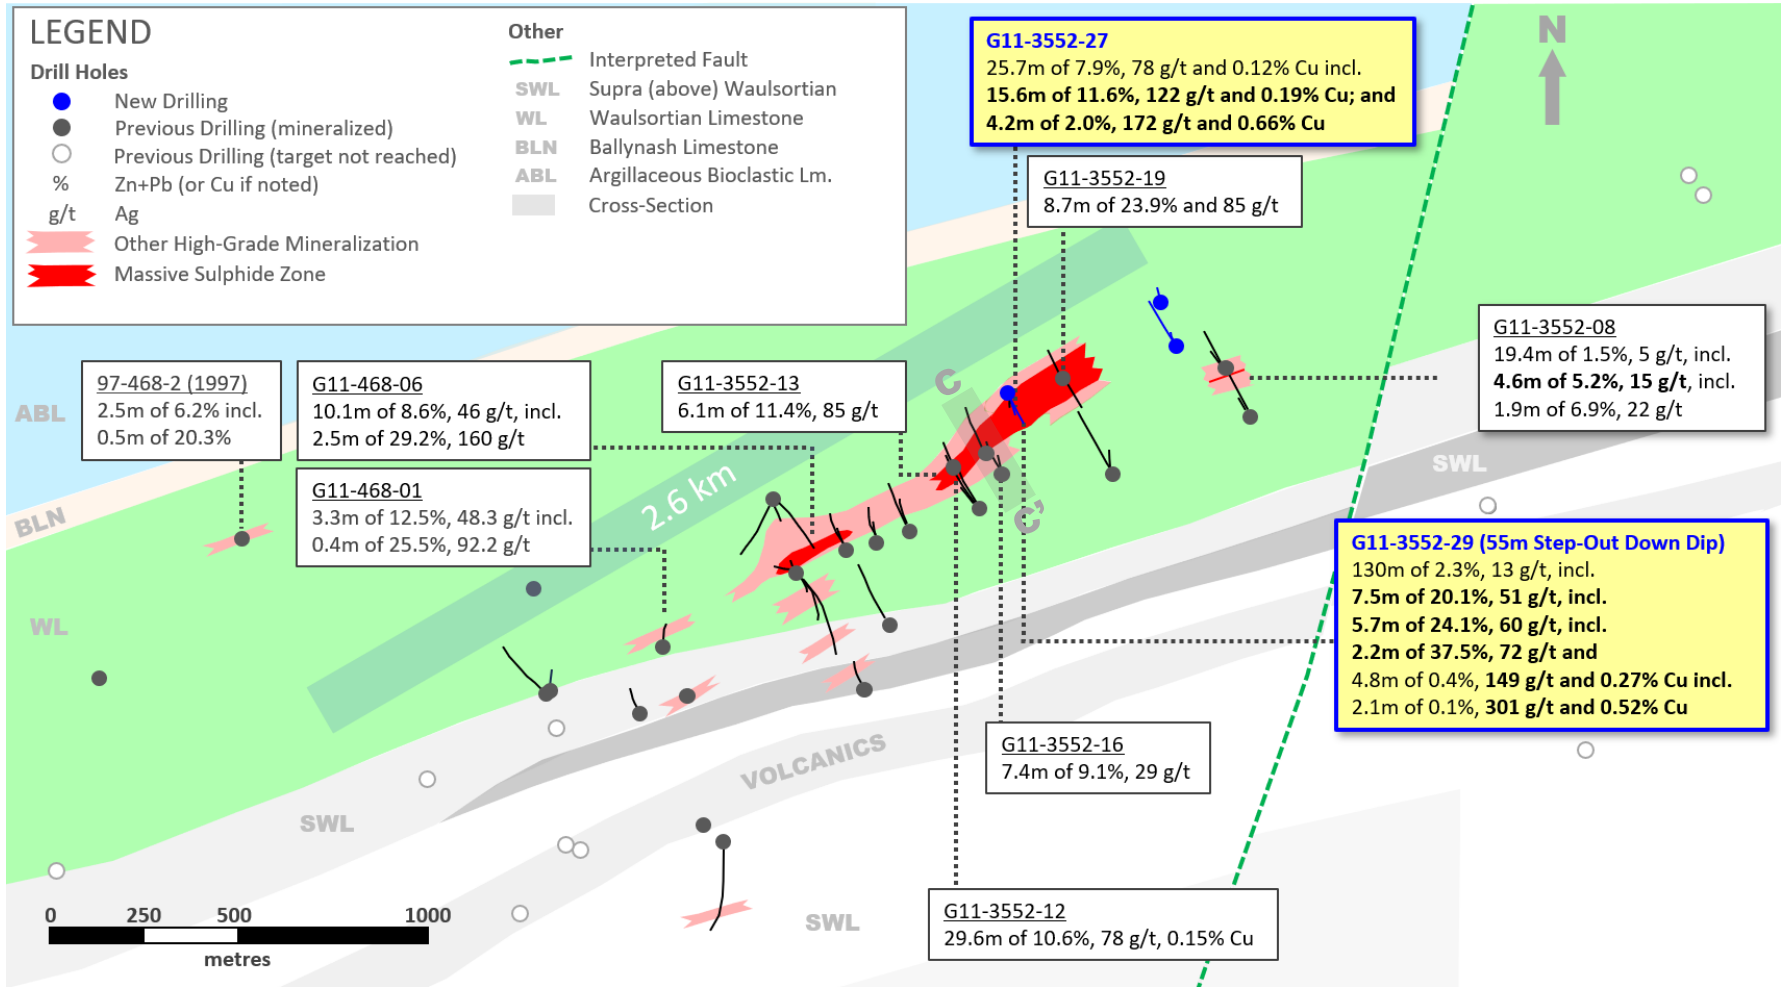 LEGEND
Drill Holes
New Drilling
Previous Drilling (mineralized)
Previous Drilling (target not reached)
% Zn+Pb (or Cu if noted)
g/t Ag
Other High-Grade Mineralization
Massive Sulphide Zone
Other
Interpreted Fault
SWL Supra (above) Waulsortian
WL Waulsortian Limestone
BLN Ballynash Limestone
ABL Argillaceous Bioclastic Lm.
Cross-Section
G11-3552-27
25.7m of 7.9%, 78 g/t and 0.12% Cu incl.
15.6m of 11.6%, 122 g/t and 0.19% Cu; and
4.2m of 2.0%, 172 g/t and 0.66% Cu
N
G11-3552-19
8.7m of 23.9% and 85 g/t
G11-3552-08
19.4m of 1.5%, 5 g/t, incl.
4.6m of 5.2%, 15 g/t, incl.
1.9m of 6.9%, 22 g/t
97-468-2 (1997)
2.5m of 6.2% incl.
0.5m of 20.3%
G11-468-06
10.1m of 8.6%, 46 g/t, incl.
2.5m of 29.2%, 160 g/t
G11-3552-13
6.1m of 11.4%, 85 g/t
C
ABL
G11-468-01
3.3m of 12.5%, 48.3 g/t incl.
0.4m of 25.5%, 92.2 g/t
2.6 km
C'
SWL
BLN
WL
G11-3552-29 (55m Step-Out Down Dip)
130m of 2.3%, 13 g/t, incl.
7.5m of 20.1%, 51 g/t, incl.
5.7m of 24.1%, 60 g/t, incl.
2.2m of 37.5%, 72 g/t and
4.8m of 0.4%, 149 g/t and 0.27% Cu incl.
2.1m of 0.1%, 301 g/t and 0.52% Cu
G11-3552-16
7.4m of 9.1%, 29 g/t
VOLCANICS
SWL
G11-3552-12
29.6m of 10.6%, 78 g/t, 0.15% Cu
SWL
0 250 500 1000
metres